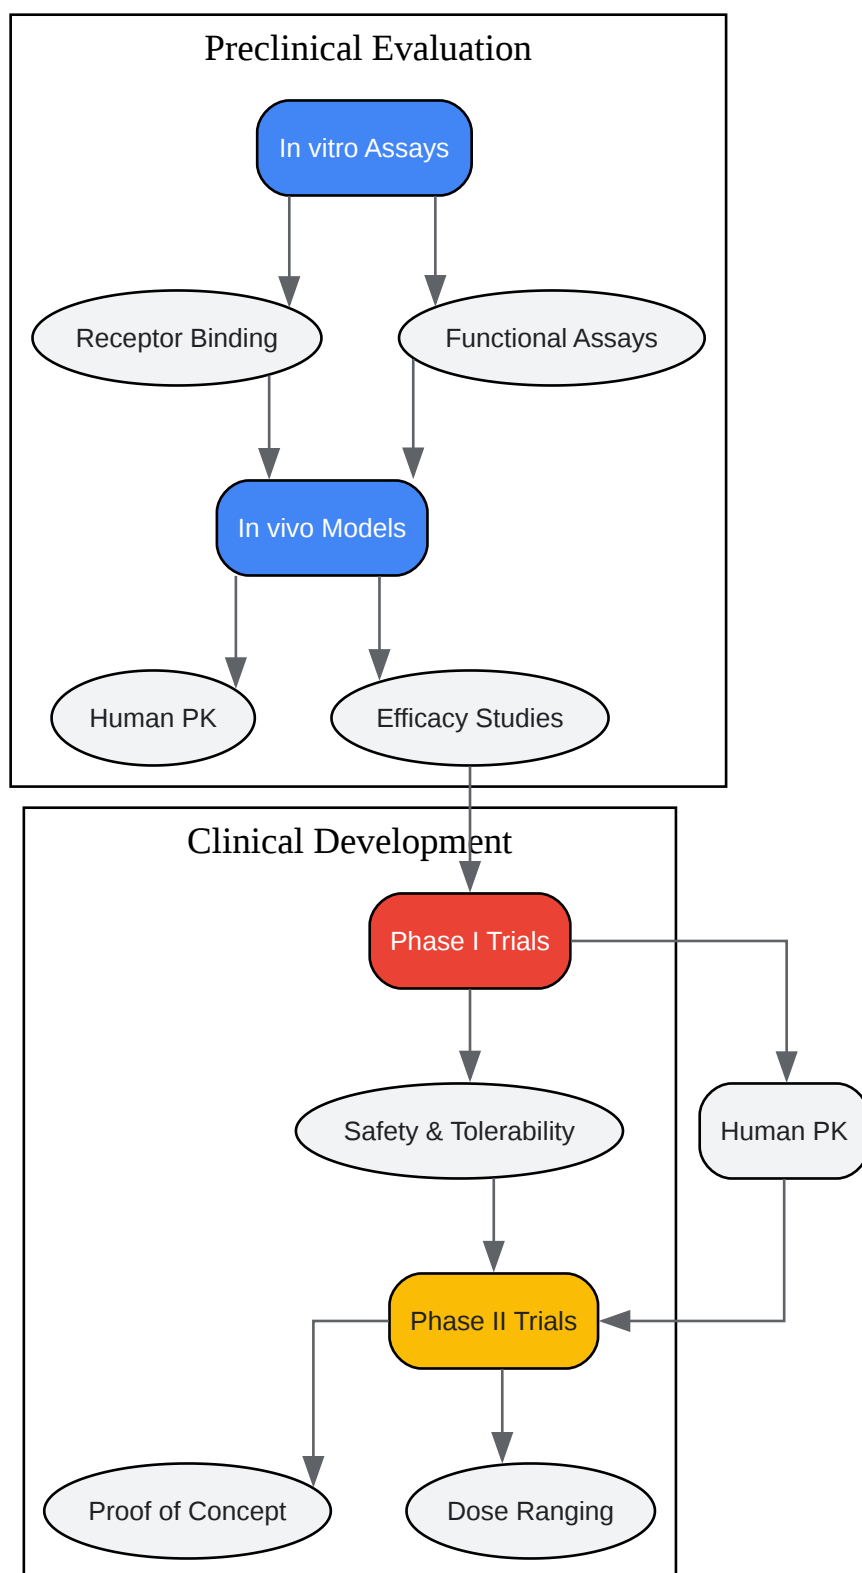 Preclinical Evaluation
In vitro Assays
Receptor Binding
Functional Assays
In vivo Models
Human PK
Efficacy Studies
Clinical Development
Phase I Trials
Safety & Tolerability
Human PK
Phase II Trials
Proof of Concept
Dose Ranging